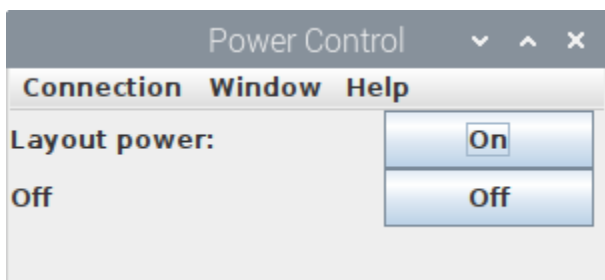 Power Control
Connection Window Help
Layout power: On
Off Off